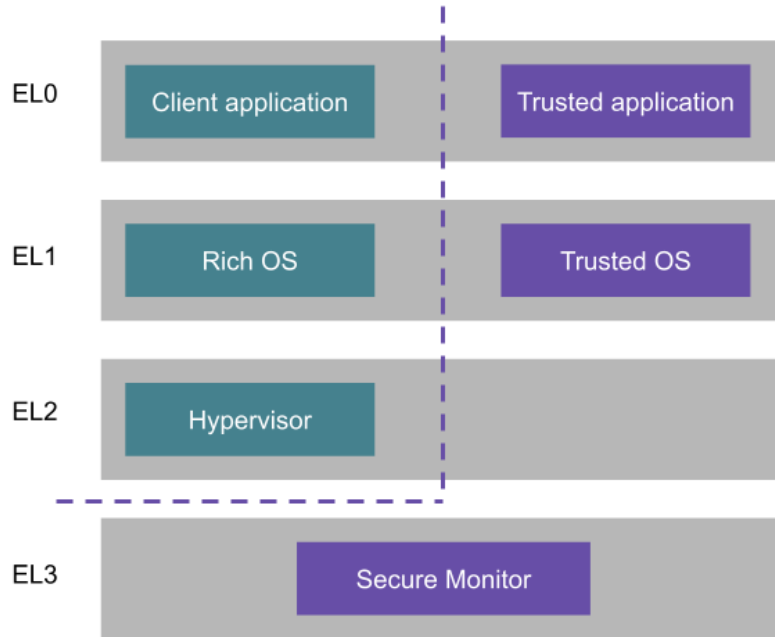 EL0
Client application
Trusted application
EL1
Rich OS
Trusted OS
EL2
Hypervisor
EL3
Secure Monitor